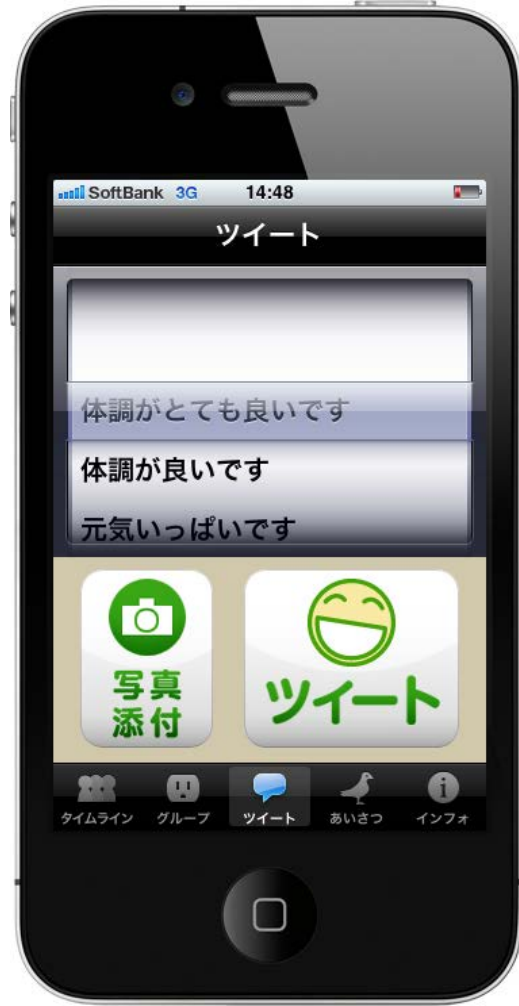 SoftBank 3G 14:48
ツイート
体調がとても良いです
体調が良いです
元気いっぱいです
写真
添付
ツイート
タイムライン グループ ツイート あいさつ インフォ